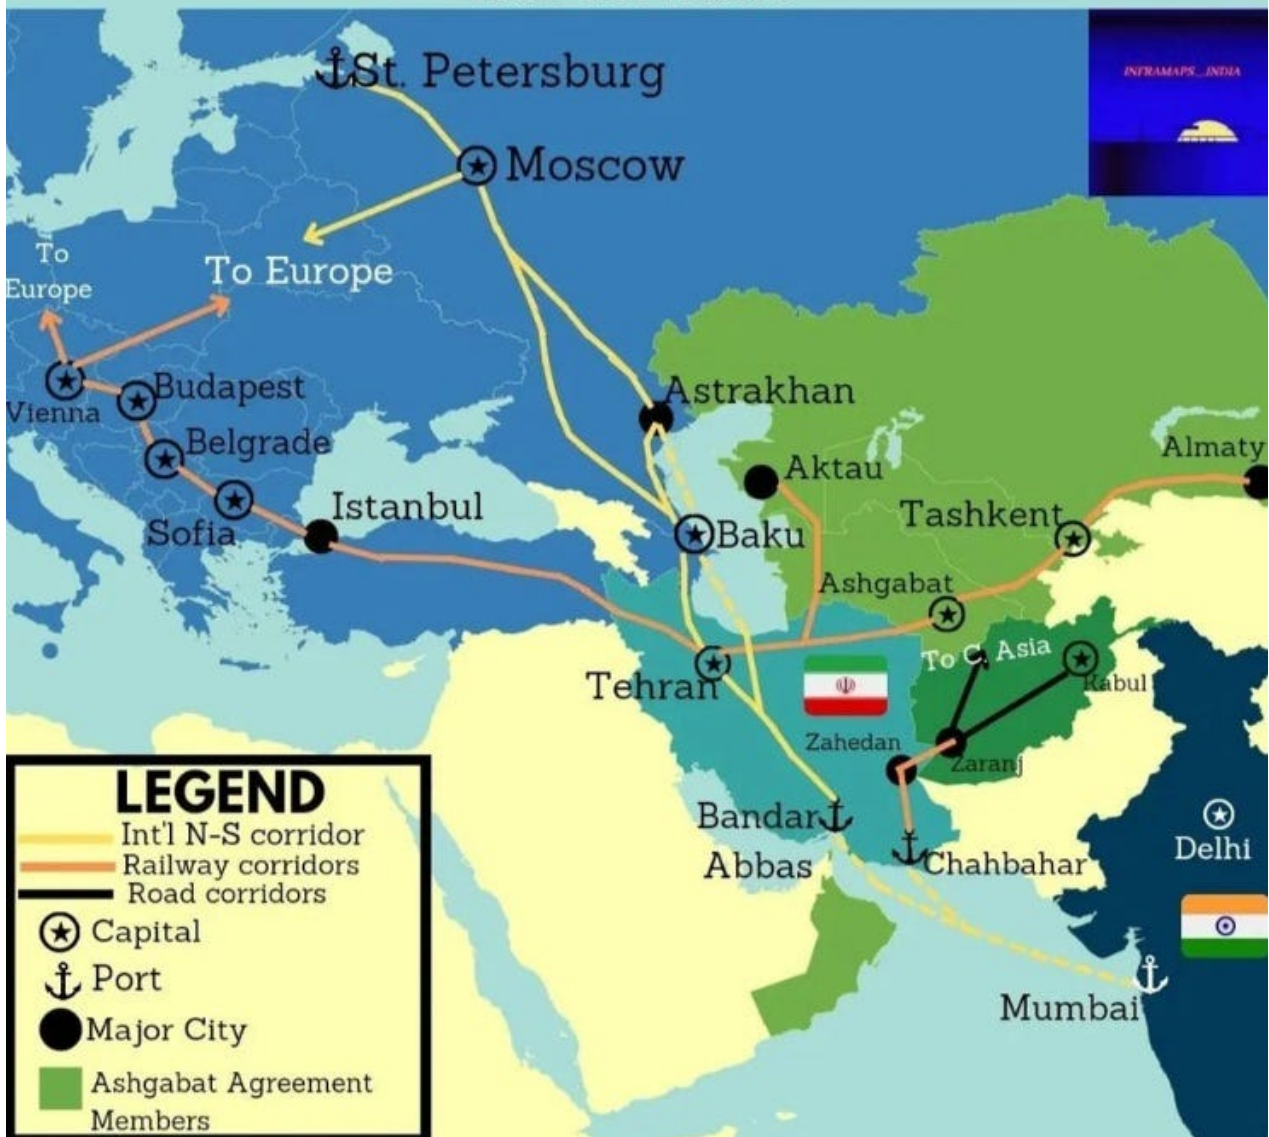 INFRAMAPS_INDIA
St. Petersburg
Moscow
To
Europe
To Europe
Vienna
Budapest
Belgrade
Sofia
Istanbul
Astrakhan
Aktau
Almaty
Baku
Tashkent
Ashgabat
Tehran
To C. Asia
Kabul
Zahedan
Zaranj
Bandar
Abbas
Chahbahar
Delhi
Mumbai
LEGEND
Int'l N-S corridor
Railway corridors
Road corridors
Capital
Port
Major City
Ashgabat Agreement
Members